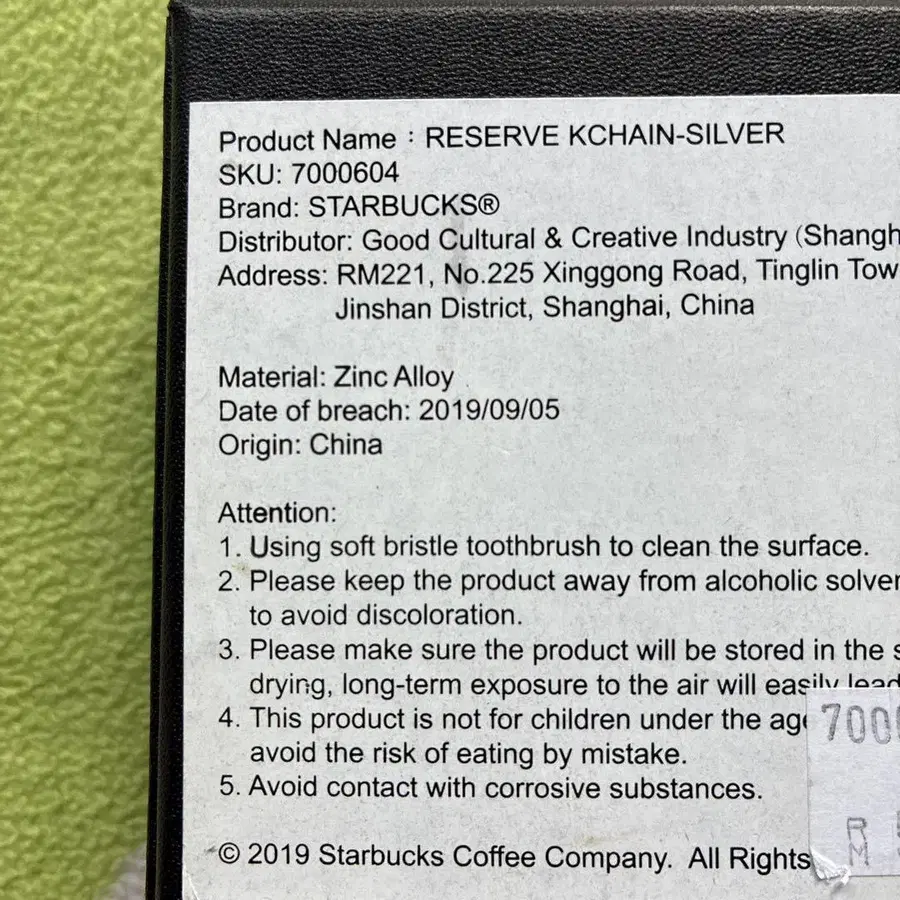 Product Name : RESERVE KCHAIN-SILVER
SKU: 7000604
Brand: STARBUCKS®
Distributor: Good Cultural & Creative Industry (Shangh
Address: RM221, No.225 Xinggong Road, Tinglin Tow
Jinshan District, Shanghai, China
Material: Zinc Alloy
Date of breach: 2019/09/05
Origin: China
Attention:
1. Using soft bristle toothbrush to clean the surface.
2. Please keep the product away from alcoholic solver
to avoid discoloration.
3. Please make sure the product will be stored in the s
drying, long-term exposure to the air will easily lead
4. This product is not for children under the age
avoid the risk of eating by mistake.
5. Avoid contact with corrosive substances.
© 2019 Starbucks Coffee Company. All Rights
700
RM